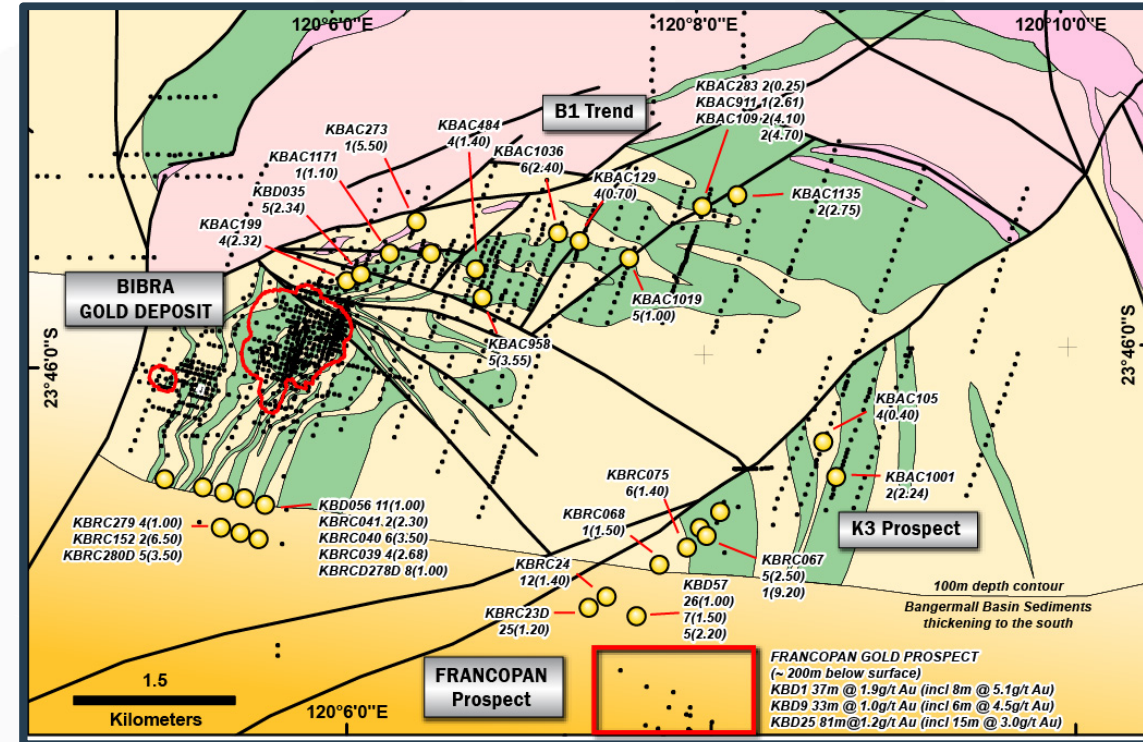 120°6'0"E
120°8'0"E
120°10'0"E
B1 Trend
KBAC283 2(0.25)
KBAC911 1(2.61)
KBAC109 2(4.10)
2(4.70)
KBAC273
1(5.50)
KBAC484
4(1.40)
KBAC1036
6(2.40)
KBAC1171
1(1.10)
KBAC129
4(0.70)
KBD035
5(2.34)
KBAC1135
2(2.75)
KBAC199
4(2.32)
BIBRA
GOLD DEPOSIT
KBAC1019
5(1.00)
KBAC958
5(3.55)
23°46'0"S
23°46'0"S
KBAC105
4(0.40)
KBAC1001
2(2.24)
KBRC075
6(1.40)
K3 Prospect
KBD056 11(1.00)
KBRC041.2(2.30)
KBRC040 6(3.50)
KBRC039 4(2.68)
KBRCD278D 8(1.00)
KBRC279 4(1.00)
KBRC152 2(6.50)
KBRC280D 5(3.50)
KBRC068
1(1.50)
KBRC067
5(2.50)
1(9.20)
KBRC24
12(1.40)
KBD57
26(1.00)
7(1.50)
5(2.20)
KBRC23D
25(1.20)
100m depth contour
Bangermall Basin Sediments
thickening to the south
FRANCOPAN
Prospect
FRANCOPAN GOLD PROSPECT
(~ 200m below surface)
KBD1 37m @ 1.9g/t Au (incl 8m @ 5.1g/t Au)
KBD9 33m @ 1.0g/t Au (incl 6m @ 4.5g/t Au)
KBD25 81m@1.2g/t Au (incl 15m @ 3.0g/t Au)
1.5
Kilometers
120°6'0"E